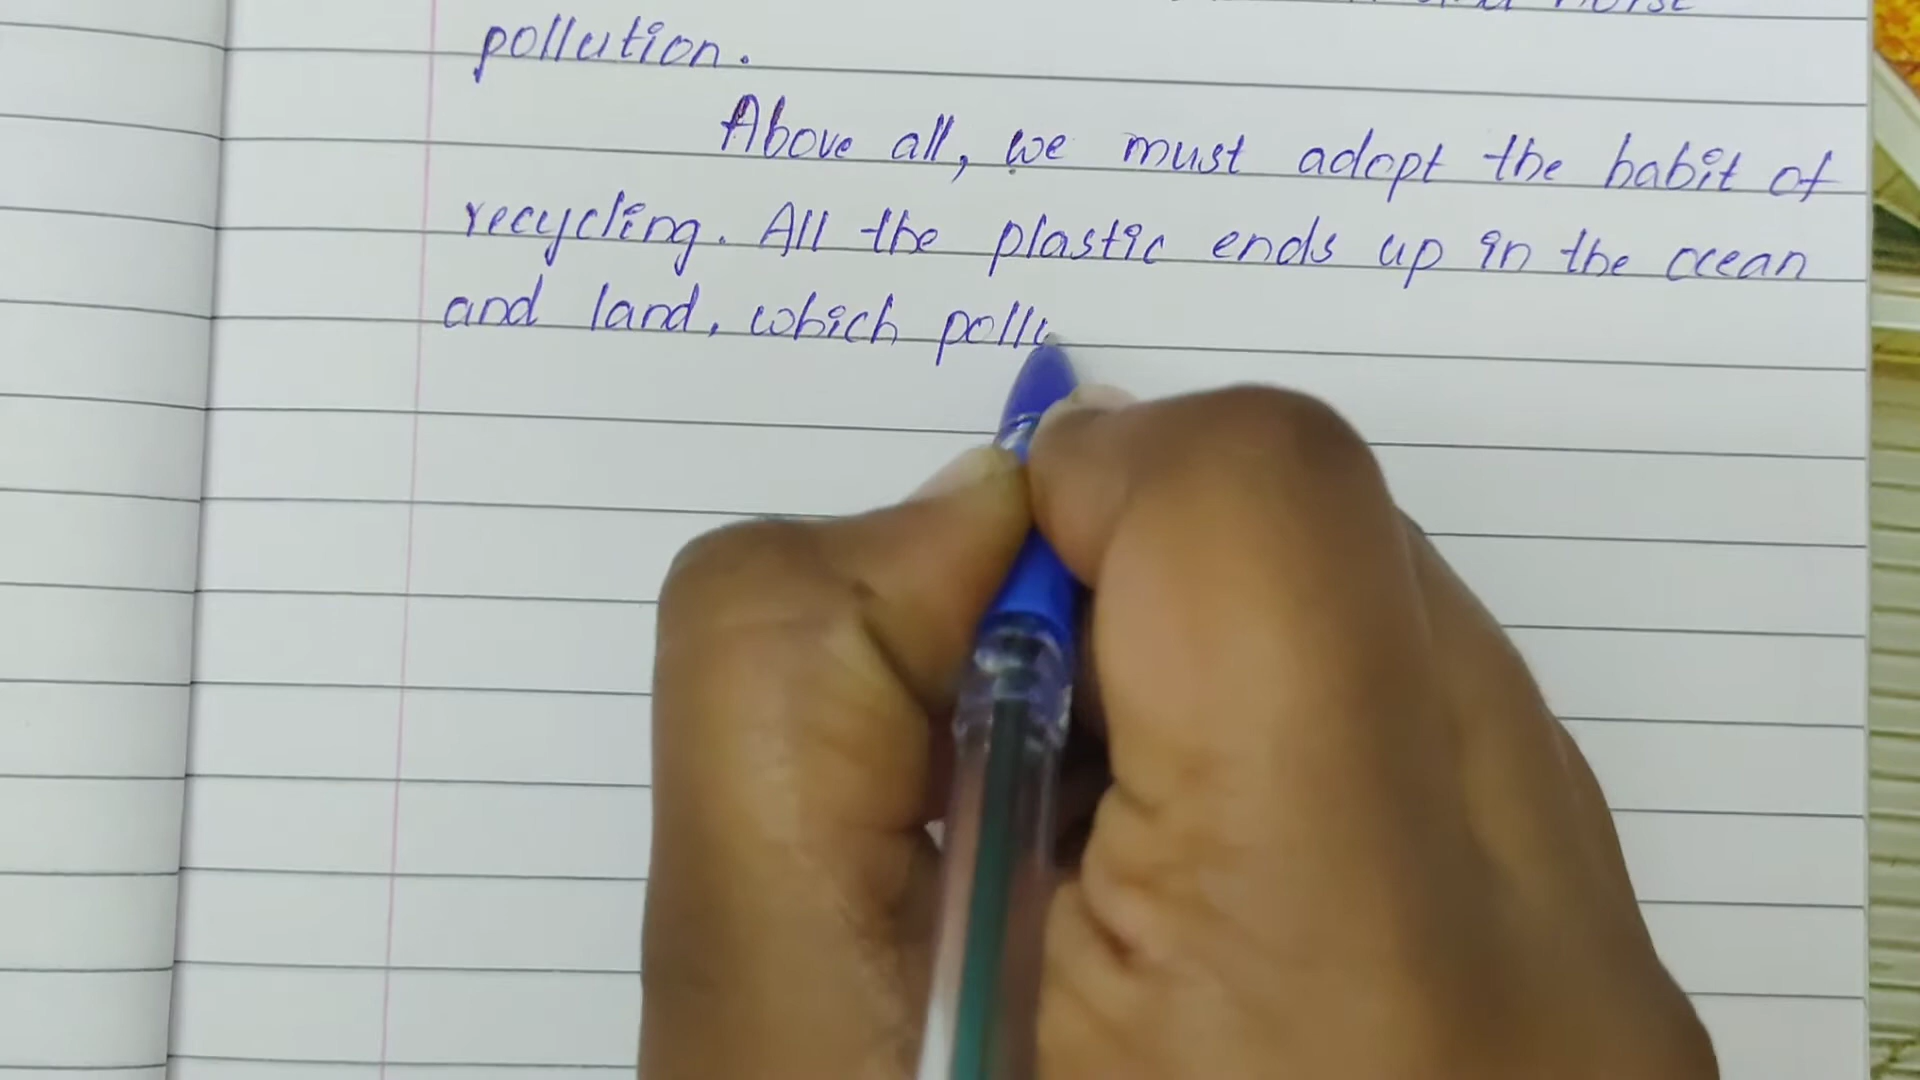 noise
pollution.
Above all, we must adopt the habit of
recycling. All the plastic ends up in the ocean
and land, which pollu